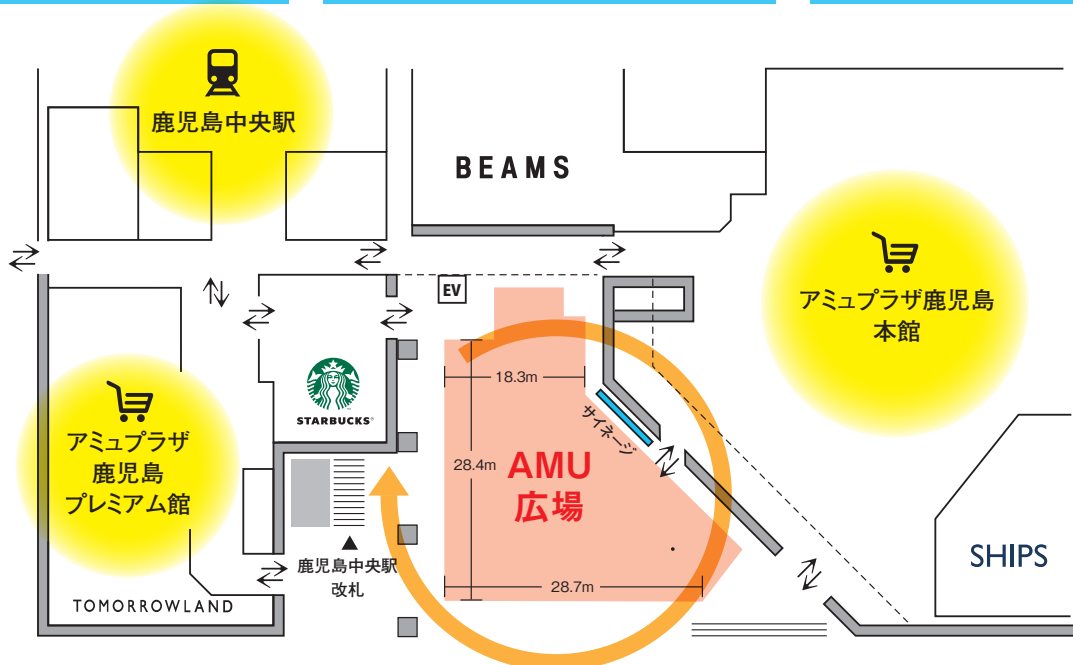 鹿児島中央駅
BEAMS
EV
アミュプラザ鹿児島
本館
18.3m
サイネージ
STARBUCKS®
アミュプラザ
鹿児島
プレミアム館
28.4m
AMU
広場
鹿児島中央駅
改札
28.7m
SHIPS
TOMORROWLAND